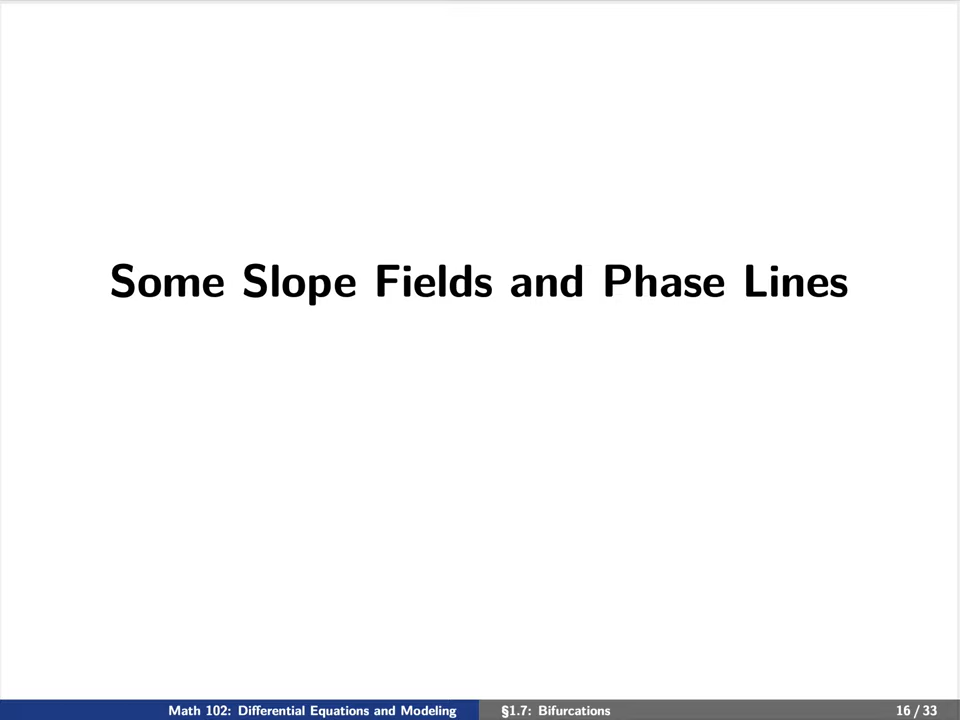 Some Slope Fields and Phase Lines
Math 102: Differential Equations and Modeling §1.7: Bifurcations 16 / 33